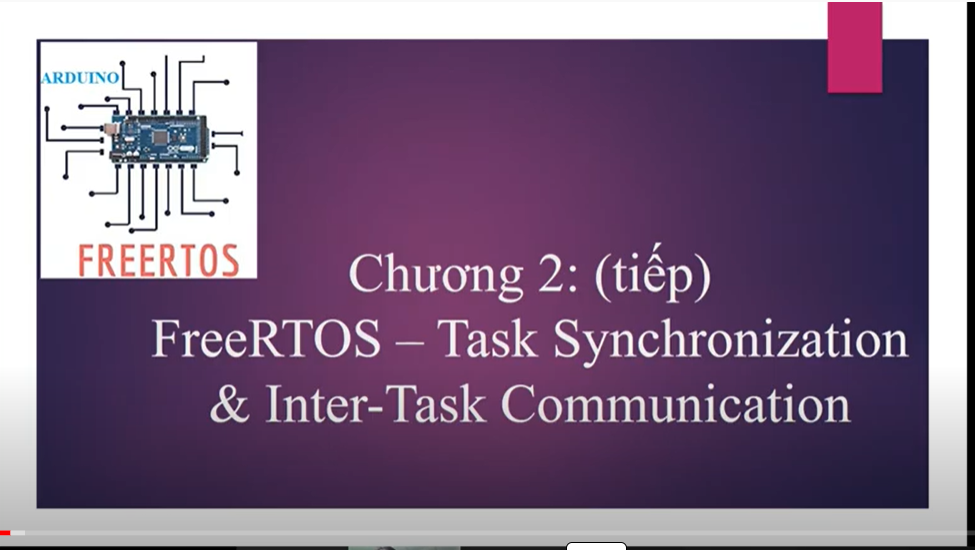 ARDUINO
FREERTOS
Chương 2: (tiếp)
FreeRTOS – Task Synchronization
& Inter-Task Communication